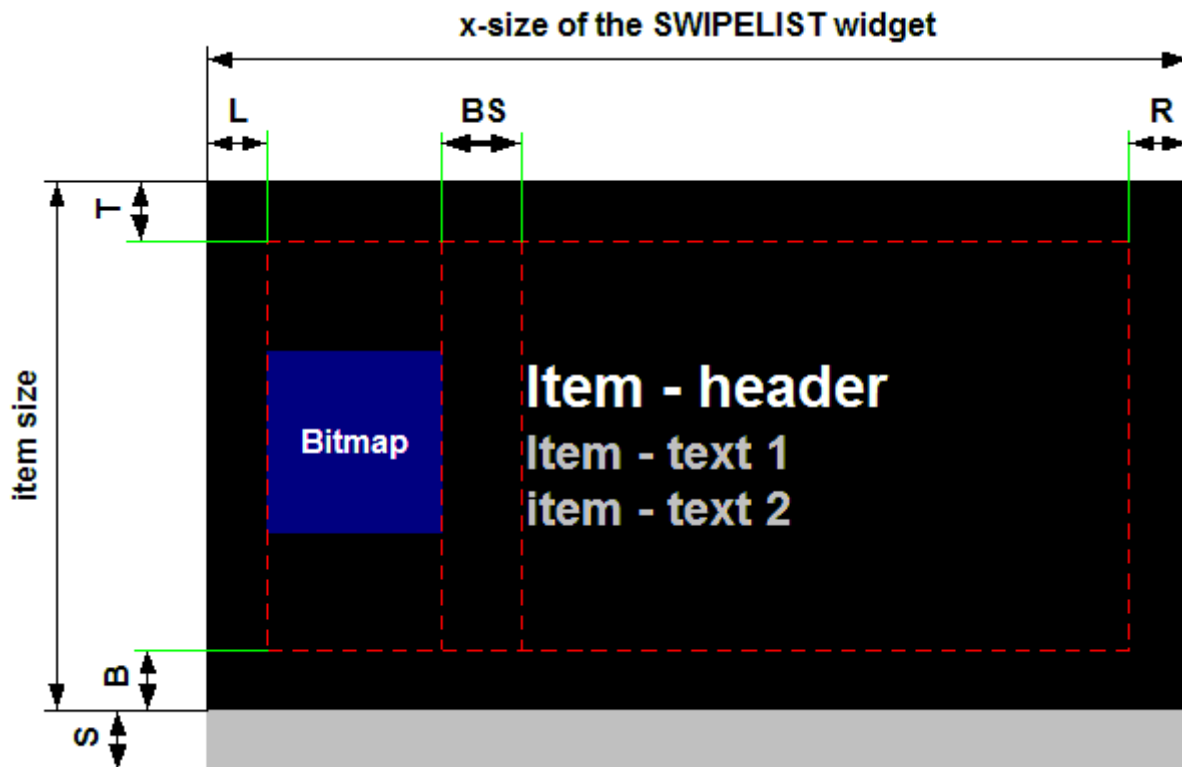 x-size of the SWIPELIST widget
L
BS
R
T
item size
Bitmap
Item - header
Item - text 1
item - text 2
B
S